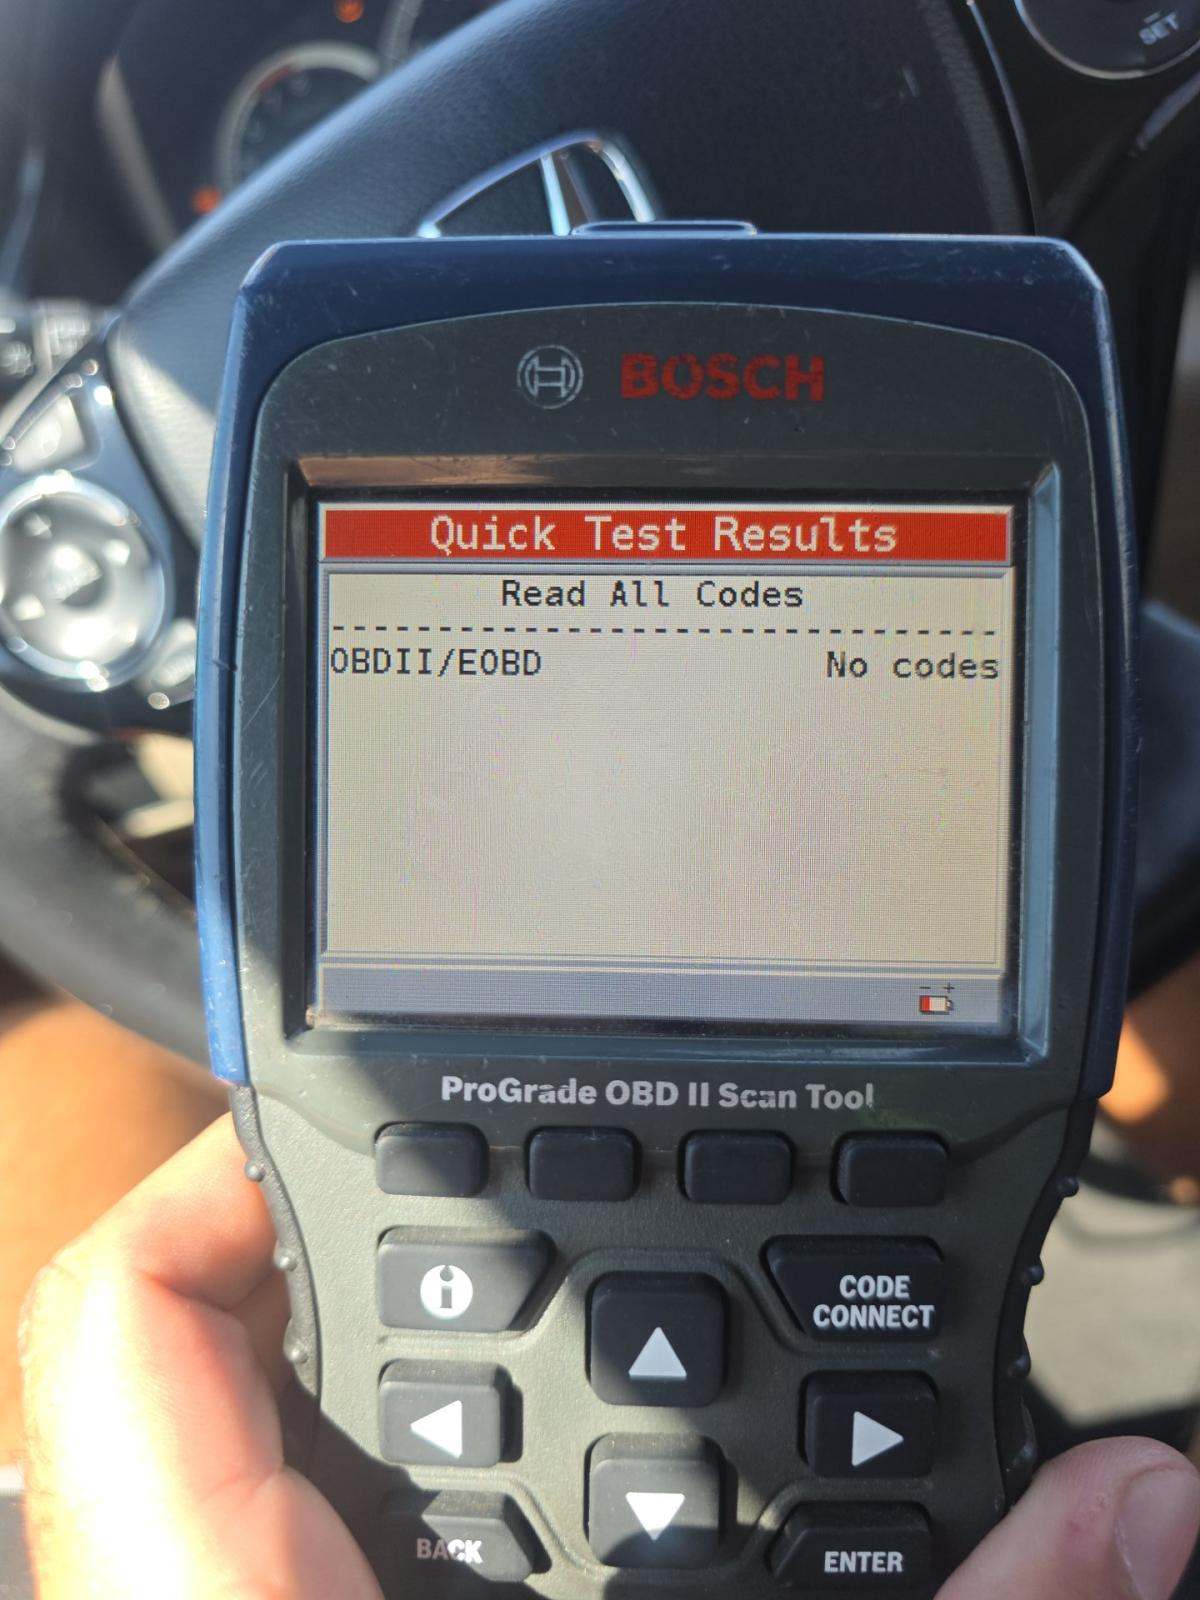 SET
BOSCH
Quick Test Results
Read All Codes
OBDII/EOBD No codes
- +
ProGrade OBD II Scan Tool
i
CODE
CONNECT
BACK
ENTER